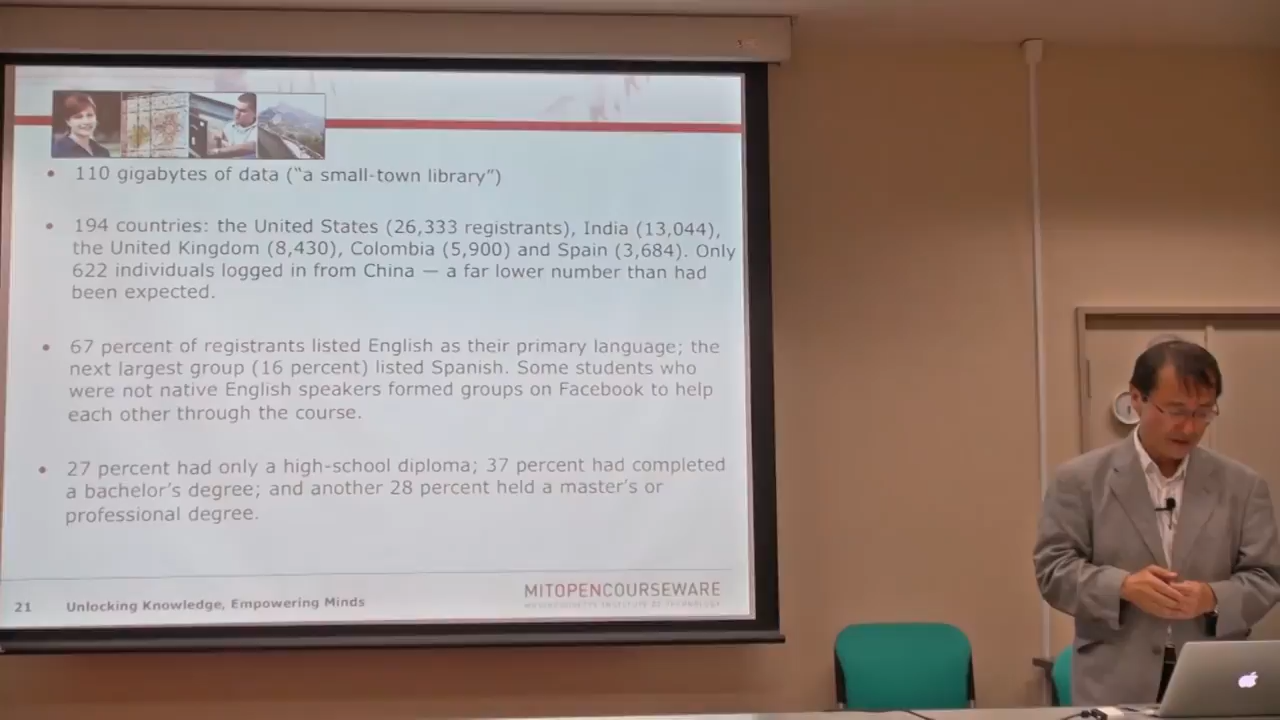 • 110 gigabytes of data (“a small-town library”)
• 194 countries: the United States (26,333 registrants), India (13,044),
the United Kingdom (8,430), Colombia (5,900) and Spain (3,684). Only
622 individuals logged in from China — a far lower number than had
been expected.
• 67 percent of registrants listed English as their primary language; the
next largest group (16 percent) listed Spanish. Some students who
were not native English speakers formed groups on Facebook to help
each other through the course.
• 27 percent had only a high-school diploma; 37 percent had completed
a bachelor’s degree; and another 28 percent held a master’s or
professional degree.
MITOPENCOURSEWARE
MASSACHUSETTS INSTITUTE OF TECHNOLOGY
21 Unlocking Knowledge, Empowering Minds